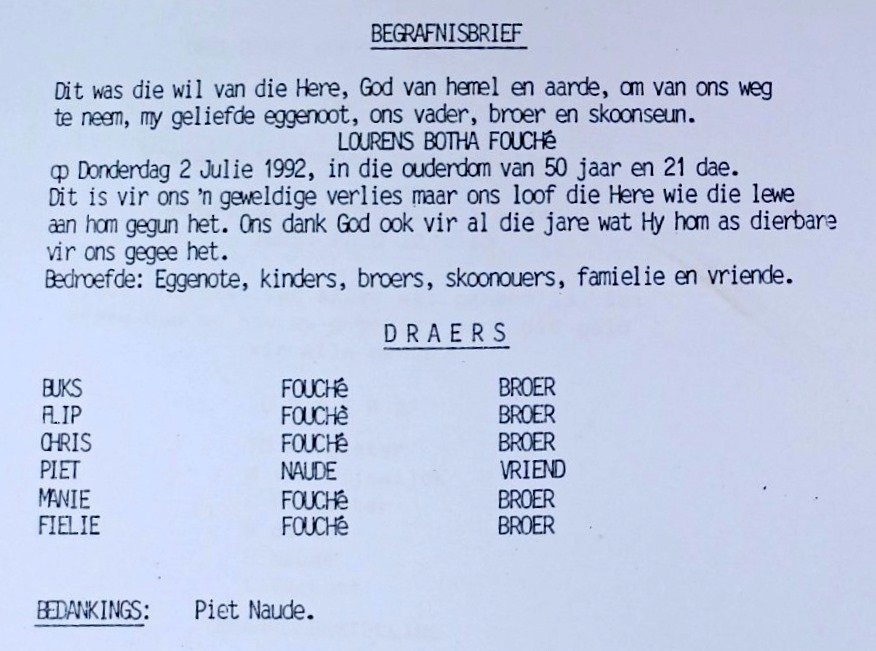 BEGRAFNISBRIEF
Dit was die wil van die Here, God van hemel en aarde, om van ons weg
te neem, my geliefde eggenoot, ons vader, broer en skoonseun.
LOURENS BOTHA FOUCHé
op Donderdag 2 Julie 1992, in die ouderdom van 50 jaar en 21 dae.
Dit is vir ons 'n geweldige verlies maar ons loof die Here wie die lewe
aan hom gegun het. Ons dank God ook vir al die jare wat Hy hom as dierbare
vir ons gegee het.
Bedroefde: Eggenote, kinders, broers, skoonouers, famielie en vriende.
D R A E R S
BUKS FOUCHé BROER
FLIP FOUCHè BROER
CHRIS FOUCHé BROER
PIET NAUDE VRIEND
MANIE FOUCHé BROER
FIELIE FOUCHé BROER
BEDANKINGS: Piet Naude.